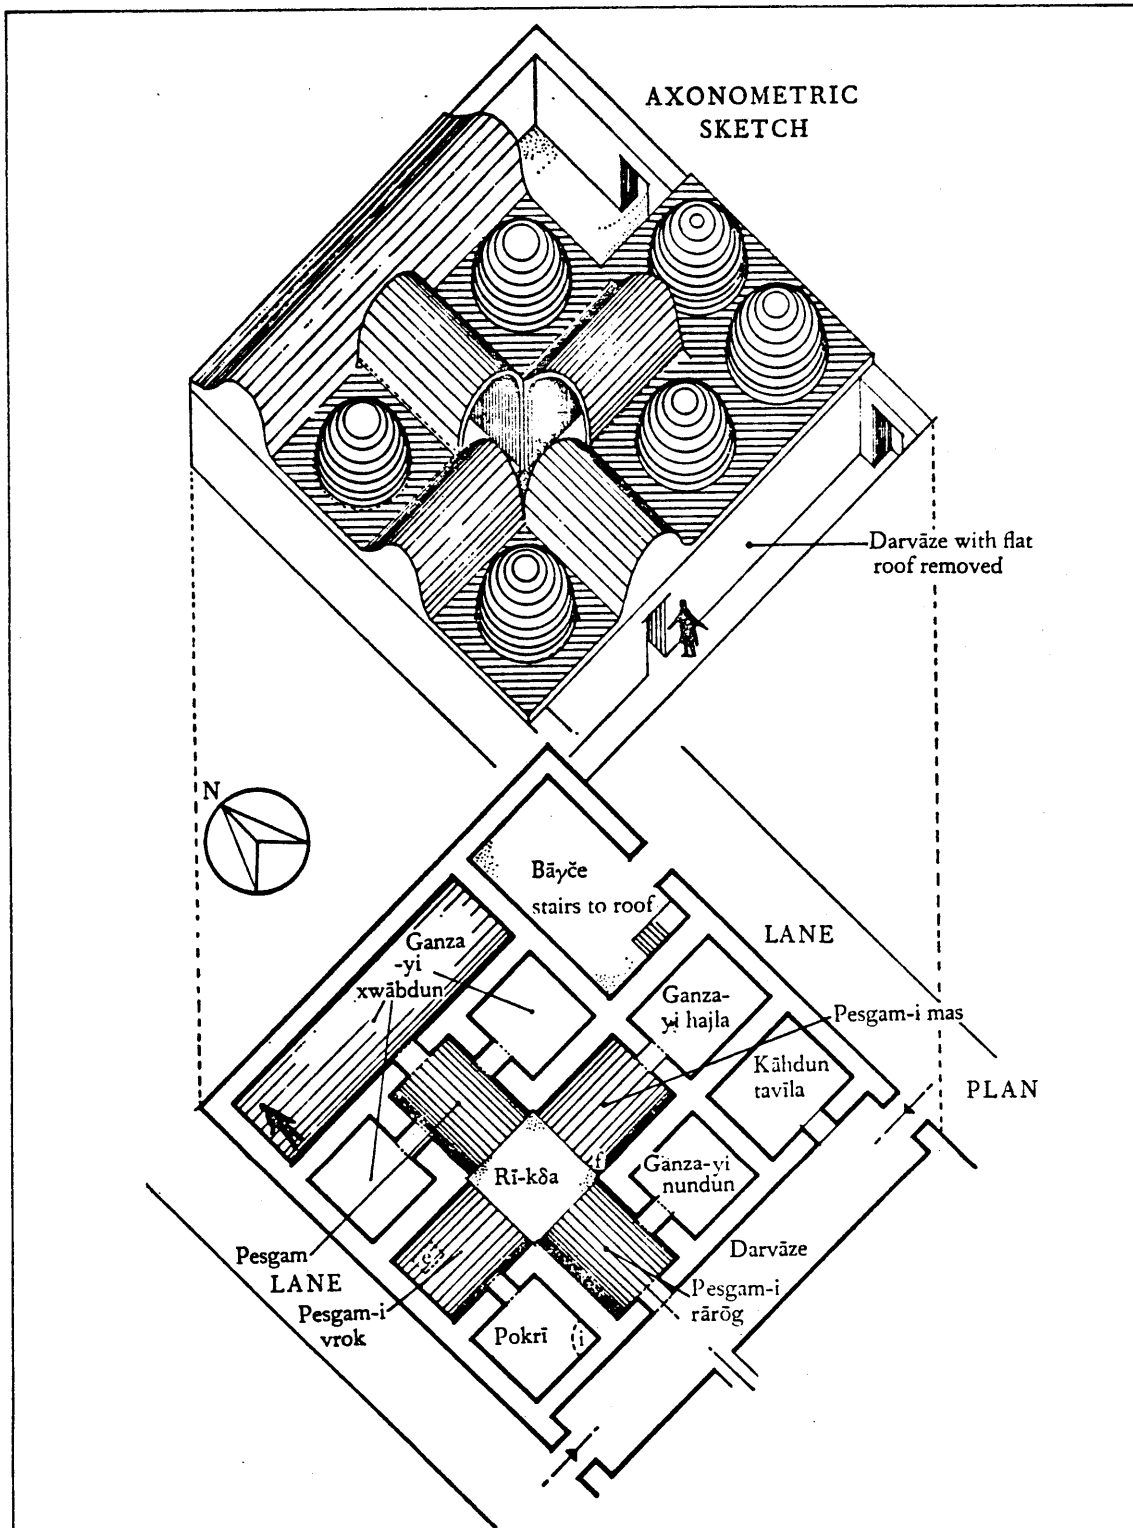 AXONOMETRIC
SKETCH
Darvāze with flat
roof removed
N
Bāγče
stairs to roof
LANE
Ganza
-yi
xwābdun
Ganza-
yi hajla
Pesgam-i mas
Kāhdun
tavīla
PLAN
Rī-kδa
f
Ganza-yi
nundun
Pesgam
LANE
Darvāze
Pesgam-i
vrok
Pesgam-i
rārōg
Pokrī
i